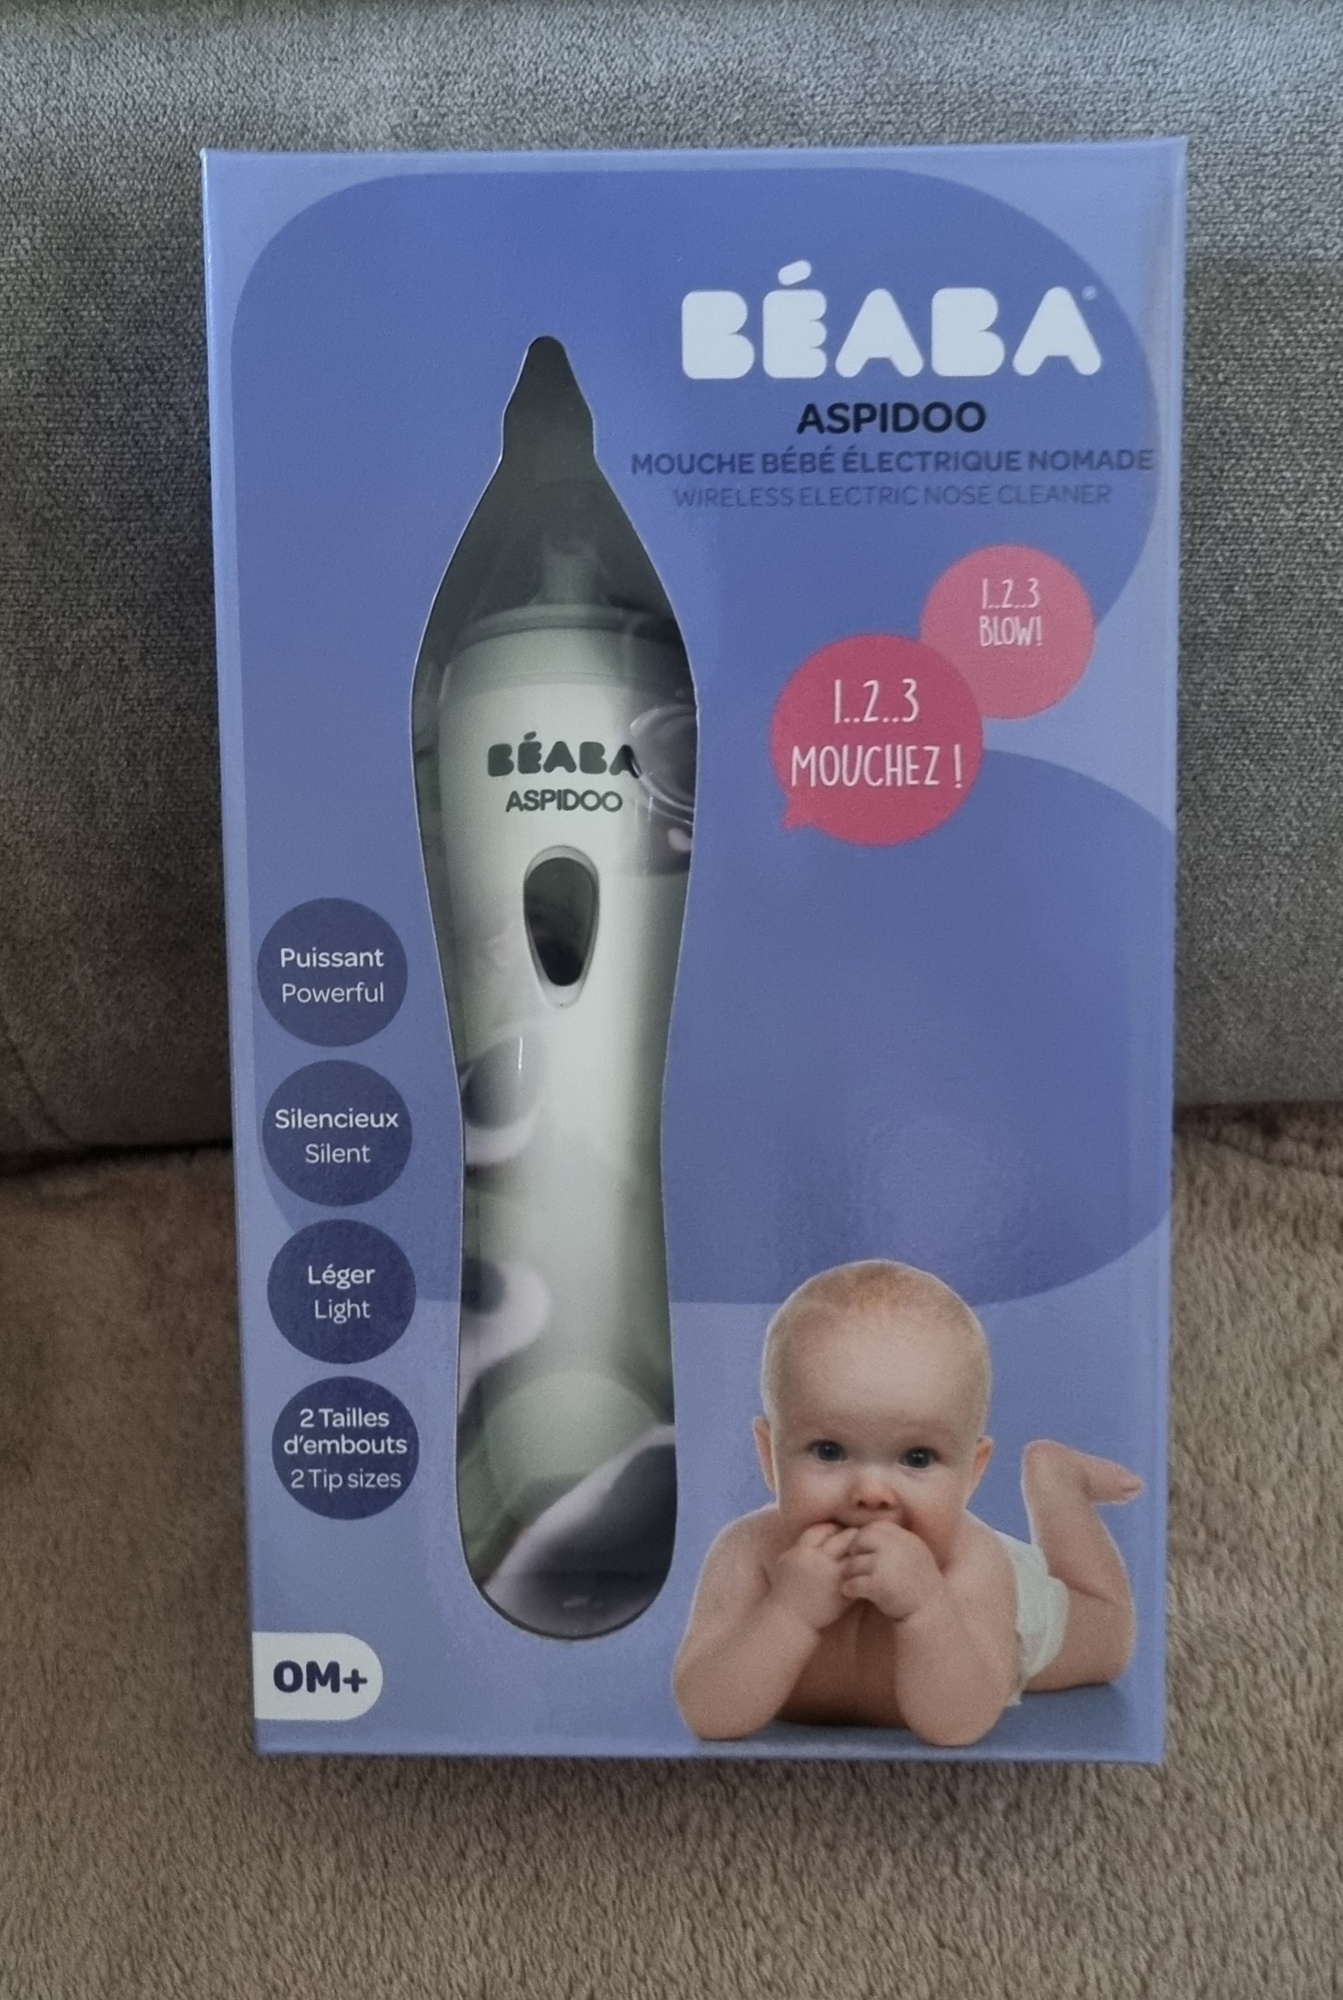 BÉABA®
ASPIDOO
MOUCHE BÉBÉ ÉLECTRIQUE NOMADE
WIRELESS ELECTRIC NOSE CLEANER
1..2..3
BLOW!
1..2..3
MOUCHEZ !
BÉABA
ASPIDOO
Puissant
Powerful
Silencieux
Silent
Léger
Light
2 Tailles
d'embouts
2 Tip sizes
0M+